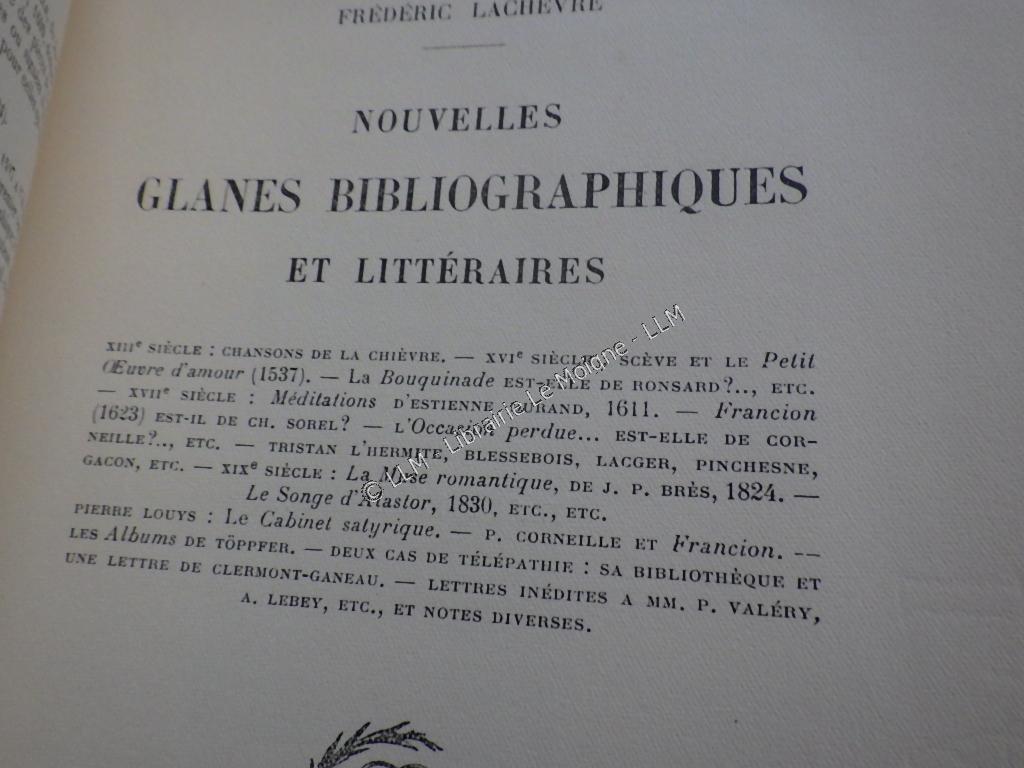 FRÉDÉRIC LACHÈVRE
NOUVELLES
GLANES BIBLIOGRAPHIQUES
ET LITTÉRAIRES
XIIIe SIÈCLE : CHANSONS DE LA CHIÈVRE. — XVIe SIÈCLE : SCÈVE ET LE Petit
Œuvre d'amour (1537). — La Bouquinade EST-ELLE DE RONSARD?.., ETC.
— XVIIe SIÈCLE : Méditations D'ESTIENNE DURAND, 1611. — Francion
(1623) EST-IL DE CH. SOREL? — L'Occasion perdue... EST-ELLE DE COR-
NEILLE?.., ETC. — TRISTAN L'HERMITE, BLESSEBOIS, LACGER, PINCHESNE,
GACON, ETC. — XIXe SIÈCLE : La Muse romantique, DE J. P. BRÈS, 1824. —
Le Songe d'Alastor, 1830, ETC., ETC.
PIERRE LOUYS : Le Cabinet satyrique. — P. CORNEILLE ET Francion. —
LES Albums DE TÖPPFER. — DEUX CAS DE TÉLÉPATHIE : SA BIBLIOTHÈQUE ET
UNE LETTRE DE CLERMONT-GANEAU. — LETTRES INÉDITES A MM. P. VALÉRY,
A. LEBEY, ETC., ET NOTES DIVERSES.
© LLM - Librairie Le Moigne - LLM